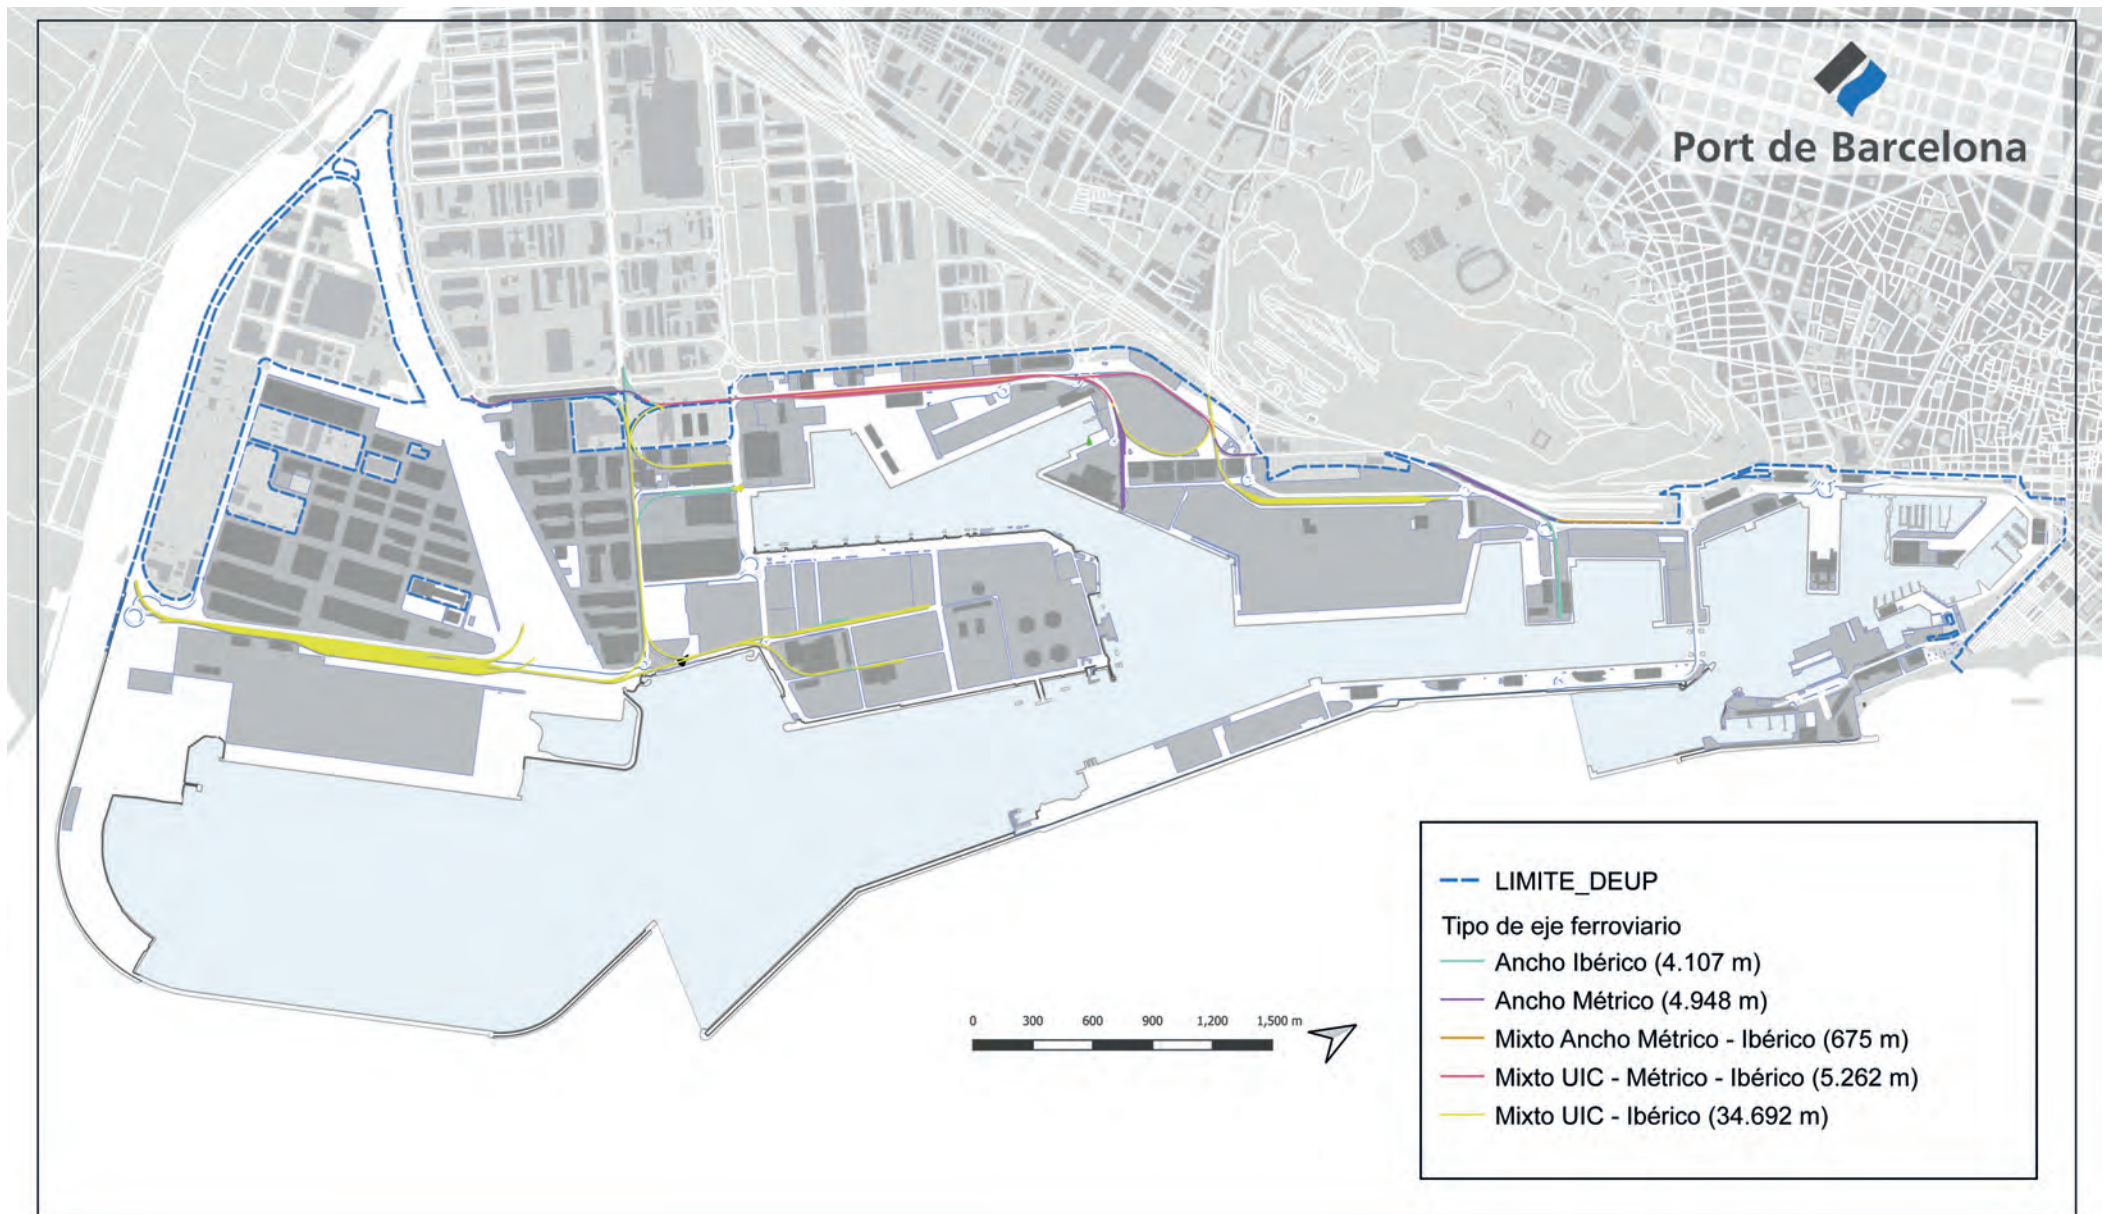 Port de Barcelona
LIMITE_DEUP
Tipo de eje ferroviario
Ancho Ibérico (4.107 m)
Ancho Métrico (4.948 m)
Mixto Ancho Métrico - Ibérico (675 m)
Mixto UIC - Métrico - Ibérico (5.262 m)
Mixto UIC - Ibérico (34.692 m)
0 300 600 900 1,200 1,500 m